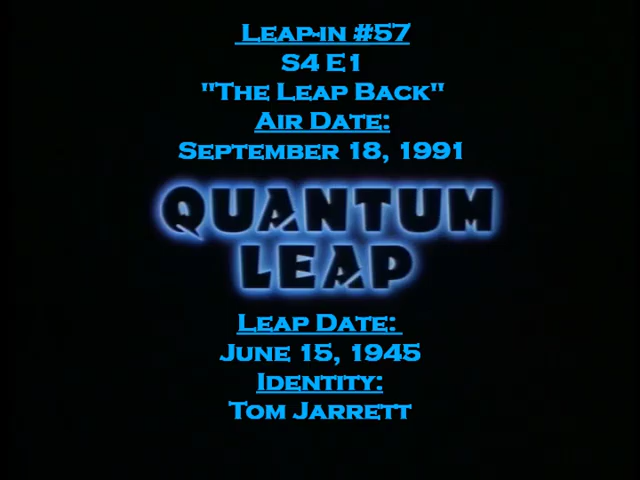 Leap-in #57
S4 E1
"The Leap Back"
Air Date:
September 18, 1991
QUANTUM
LEAP
Leap Date:
June 15, 1945
Identity:
Tom Jarrett